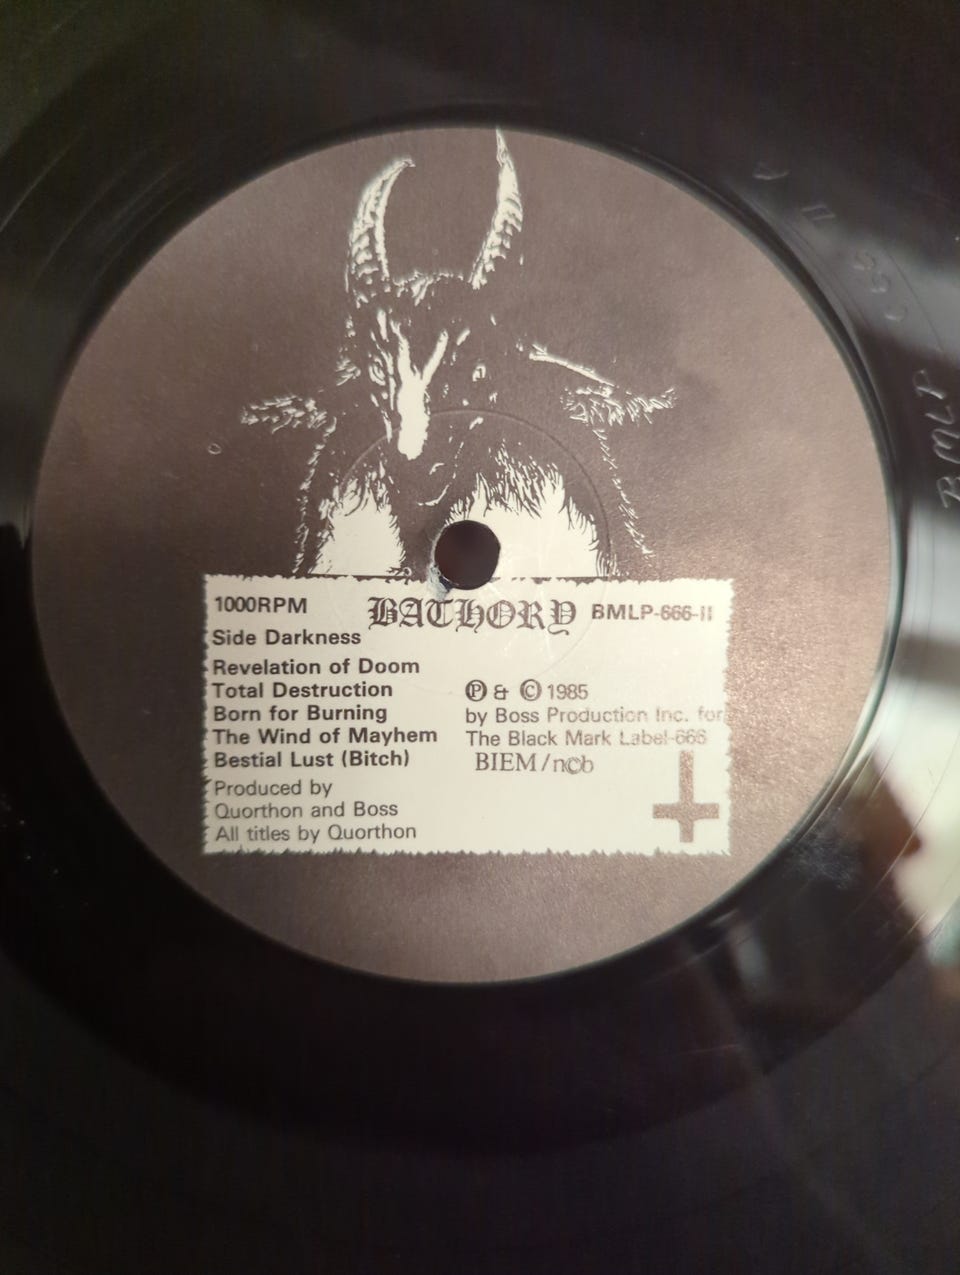 1000RPM BATHORY BMLP-666-II
Side Darkness
Revelation of Doom
Total Destruction
Born for Burning
The Wind of Mayhem
Bestial Lust (Bitch)
Ⓟ & © 1985
by Boss Production Inc. for
The Black Mark Label-666
BIEM/n©b
Produced by
Quorthon and Boss
All titles by Quorthon
BMLP